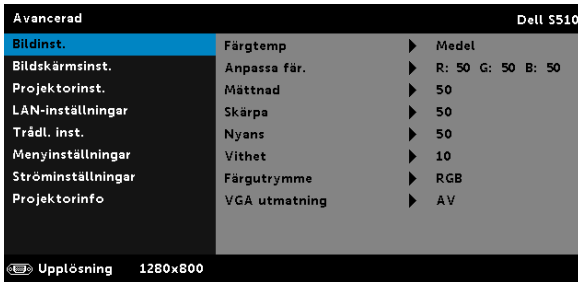 Avancerad Dell S510
Bildinst. Färgtemp Medel
Bildskärmsinst. Anpassa fär. R: 50 G: 50 B: 50
Projektorinst. Mättnad 50
LAN-inställningar Skärpa 50
Trådl. inst. Nyans 50
Menyinställningar Vithet 10
Ströminställningar Färgutrymme RGB
Projektorinfo VGA utmatning AV
Upplösning 1280x800